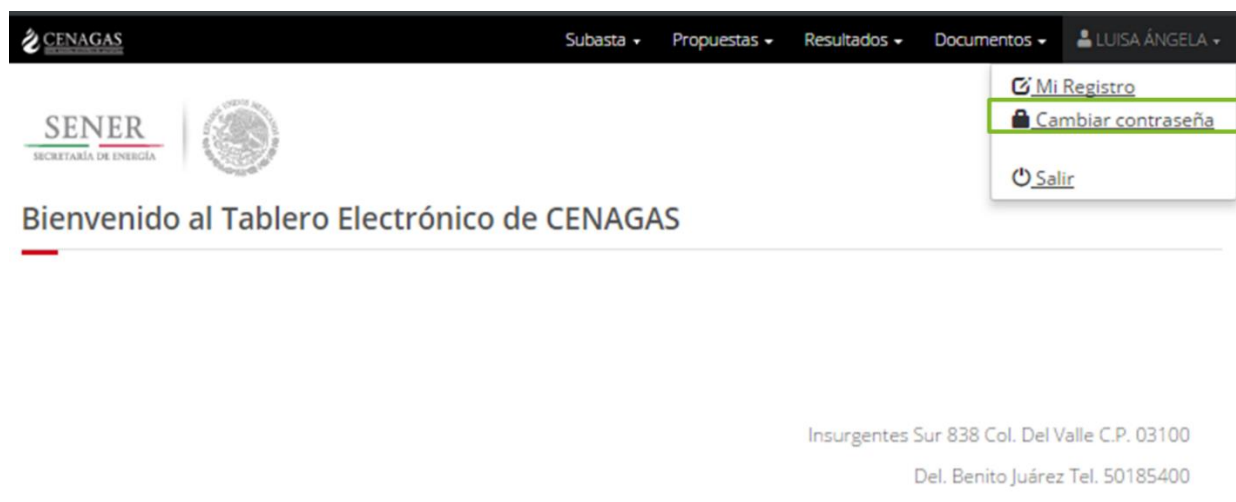 CENAGAS
Subasta Propuestas Resultados Documentos LUISA ÁNGELA
Mi Registro
Cambiar contraseña
Salir
SENER
SECRETARÍA DE ENERGÍA
Bienvenido al Tablero Electrónico de CENAGAS
Insurgentes Sur 838 Col. Del Valle C.P. 03100
Del. Benito Juárez Tel. 50185400